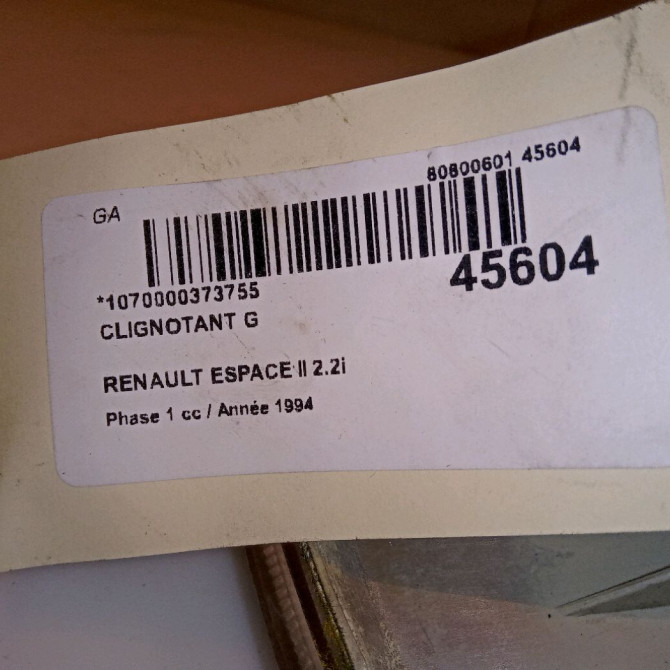 80800601 45604
GA
45604
*1070000373755
CLIGNOTANT G
RENAULT ESPACE II 2.2i
Phase 1 cc / Année 1994